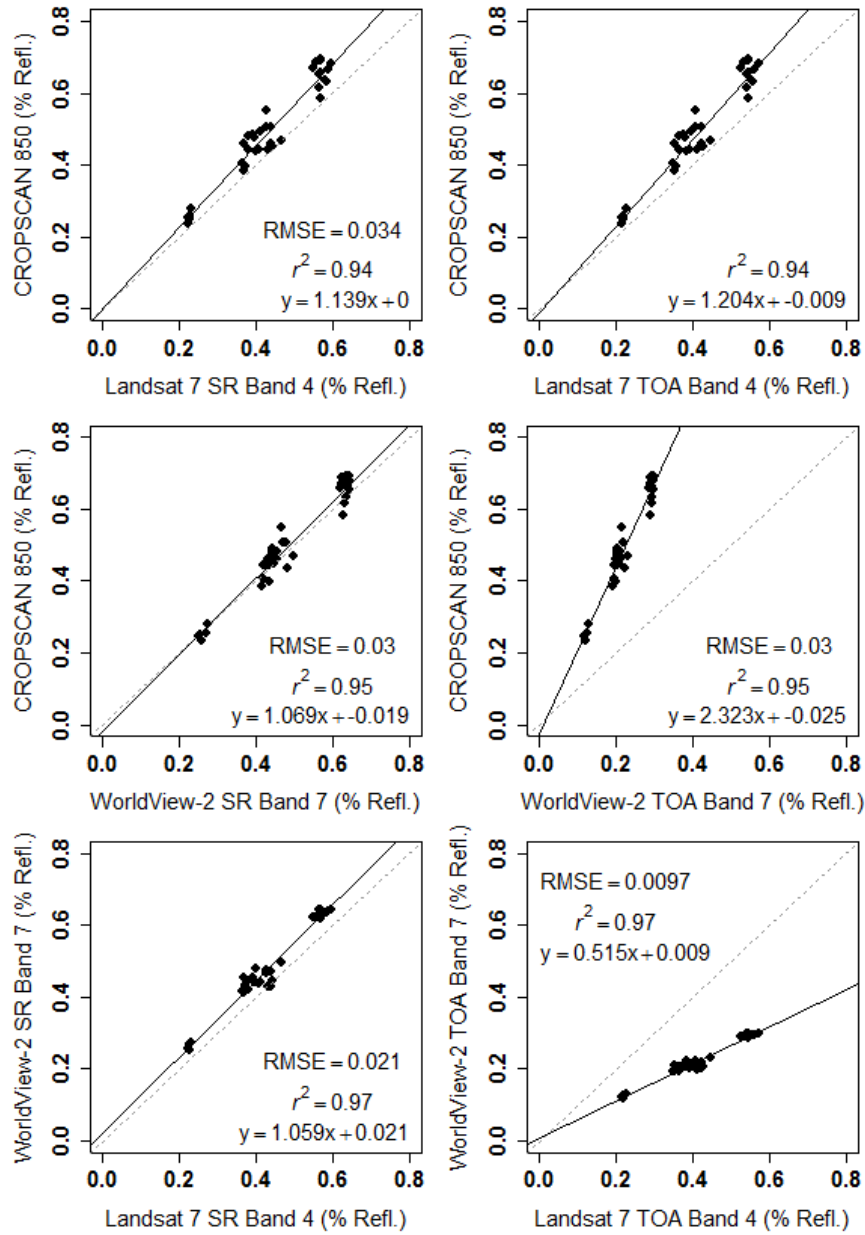 CROPSCAN 850 (% Refl.)
0.0 0.2 0.4 0.6 0.8
RMSE = 0.034
r² = 0.94
y = 1.139x + 0
0.0 0.2 0.4 0.6 0.8
Landsat 7 SR Band 4 (% Refl.)
CROPSCAN 850 (% Refl.)
0.0 0.2 0.4 0.6 0.8
r² = 0.94
y = 1.204x + -0.009
0.0 0.2 0.4 0.6 0.8
Landsat 7 TOA Band 4 (% Refl.)
CROPSCAN 850 (% Refl.)
0.0 0.2 0.4 0.6 0.8
RMSE = 0.03
r² = 0.95
y = 1.069x + -0.019
0.0 0.2 0.4 0.6 0.8
WorldView-2 SR Band 7 (% Refl.)
CROPSCAN 850 (% Refl.)
0.0 0.2 0.4 0.6 0.8
RMSE = 0.03
r² = 0.95
y = 2.323x + -0.025
0.0 0.2 0.4 0.6 0.8
WorldView-2 TOA Band 7 (% Refl.)
WorldView-2 SR Band 7 (% Refl.)
0.0 0.2 0.4 0.6 0.8
RMSE = 0.021
r² = 0.97
y = 1.059x + 0.021
0.0 0.2 0.4 0.6 0.8
Landsat 7 SR Band 4 (% Refl.)
WorldView-2 TOA Band 7 (% Refl.)
0.0 0.2 0.4 0.6 0.8
RMSE = 0.0097
r² = 0.97
y = 0.515x + 0.009
0.0 0.2 0.4 0.6 0.8
Landsat 7 TOA Band 4 (% Refl.)